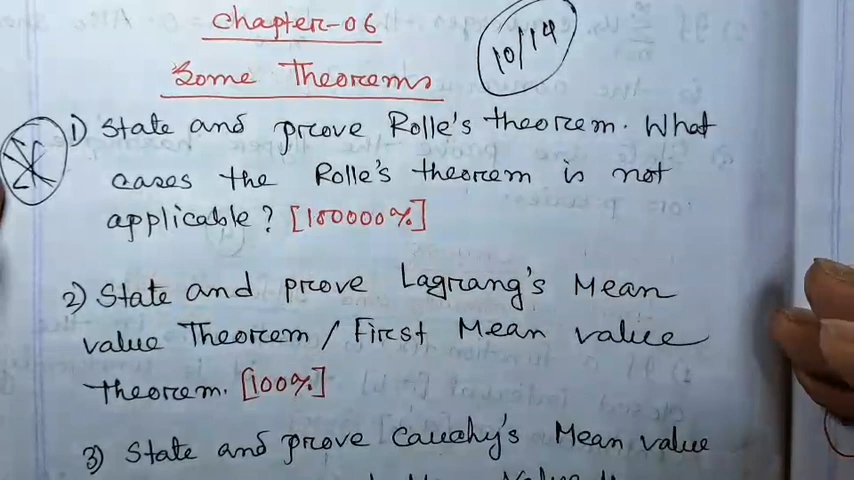 Chapter-06
10/14
Some Theorems
1) State and prove Rolle's theorem. What
cases the Rolle's theorem is not
applicable? [100000%]
2) State and prove Lagrang's Mean
value Theorem / First Mean value
theorem. [100%]
3) State and prove Cauchy's Mean value